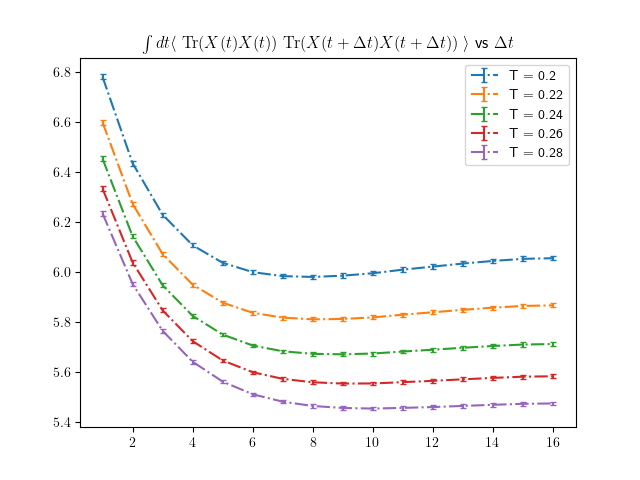 ∫ dt⟨ Tr(X(t)X(t)) Tr(X(t + Δt)X(t + Δt)) ⟩ vs Δt
6.8
6.6
6.4
6.2
6.0
5.8
5.6
5.4
T = 0.2
T = 0.22
T = 0.24
T = 0.26
T = 0.28
2 4 6 8 10 12 14 16